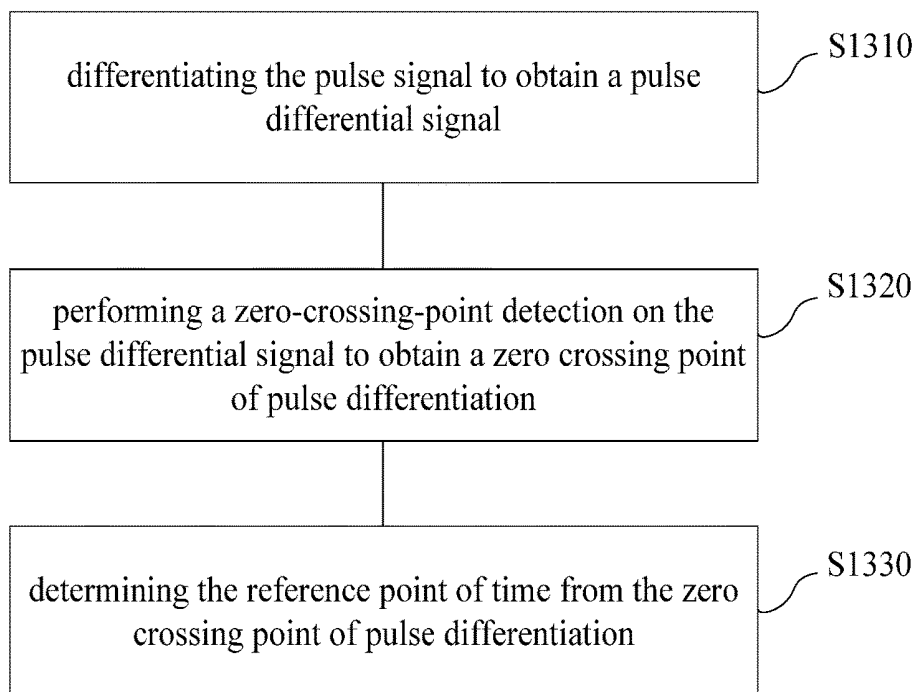 differentiating the pulse signal to obtain a pulse
differential signal
S1310
performing a zero-crossing-point detection on the
pulse differential signal to obtain a zero crossing point
of pulse differentiation
S1320
determining the reference point of time from the zero
crossing point of pulse differentiation
S1330